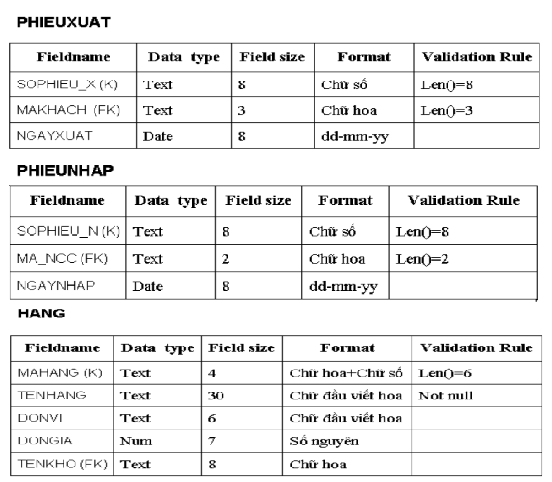 PHIEUXUAT
Fieldname Data type Field size Format Validation Rule
SOPHIEU_X (K) Text 8 Chữ số Len()=8
MAKHACH (FK) Text 3 Chữ hoa Len()=3
NGAYXUAT Date 8 dd-mm-yy
PHIEUNHAP
Fieldname Data type Field size Format Validation Rule
SOPHIEU_N (K) Text 8 Chữ số Len()=8
MA_NCC (FK) Text 2 Chữ hoa Len()=2
NGAYNHAP Date 8 dd-mm-yy
HANG
Fieldname Data type Field size Format Validation Rule
MAHANG (K) Text 4 Chữ hoa+Chữ số Len()=6
TENHANG Text 30 Chữ đầu viết hoa Not null
DONVI Text 6 Chữ đầu viết hoa
DONGIA Num 7 Số nguyên
TENKHO (FK) Text 8 Chữ hoa